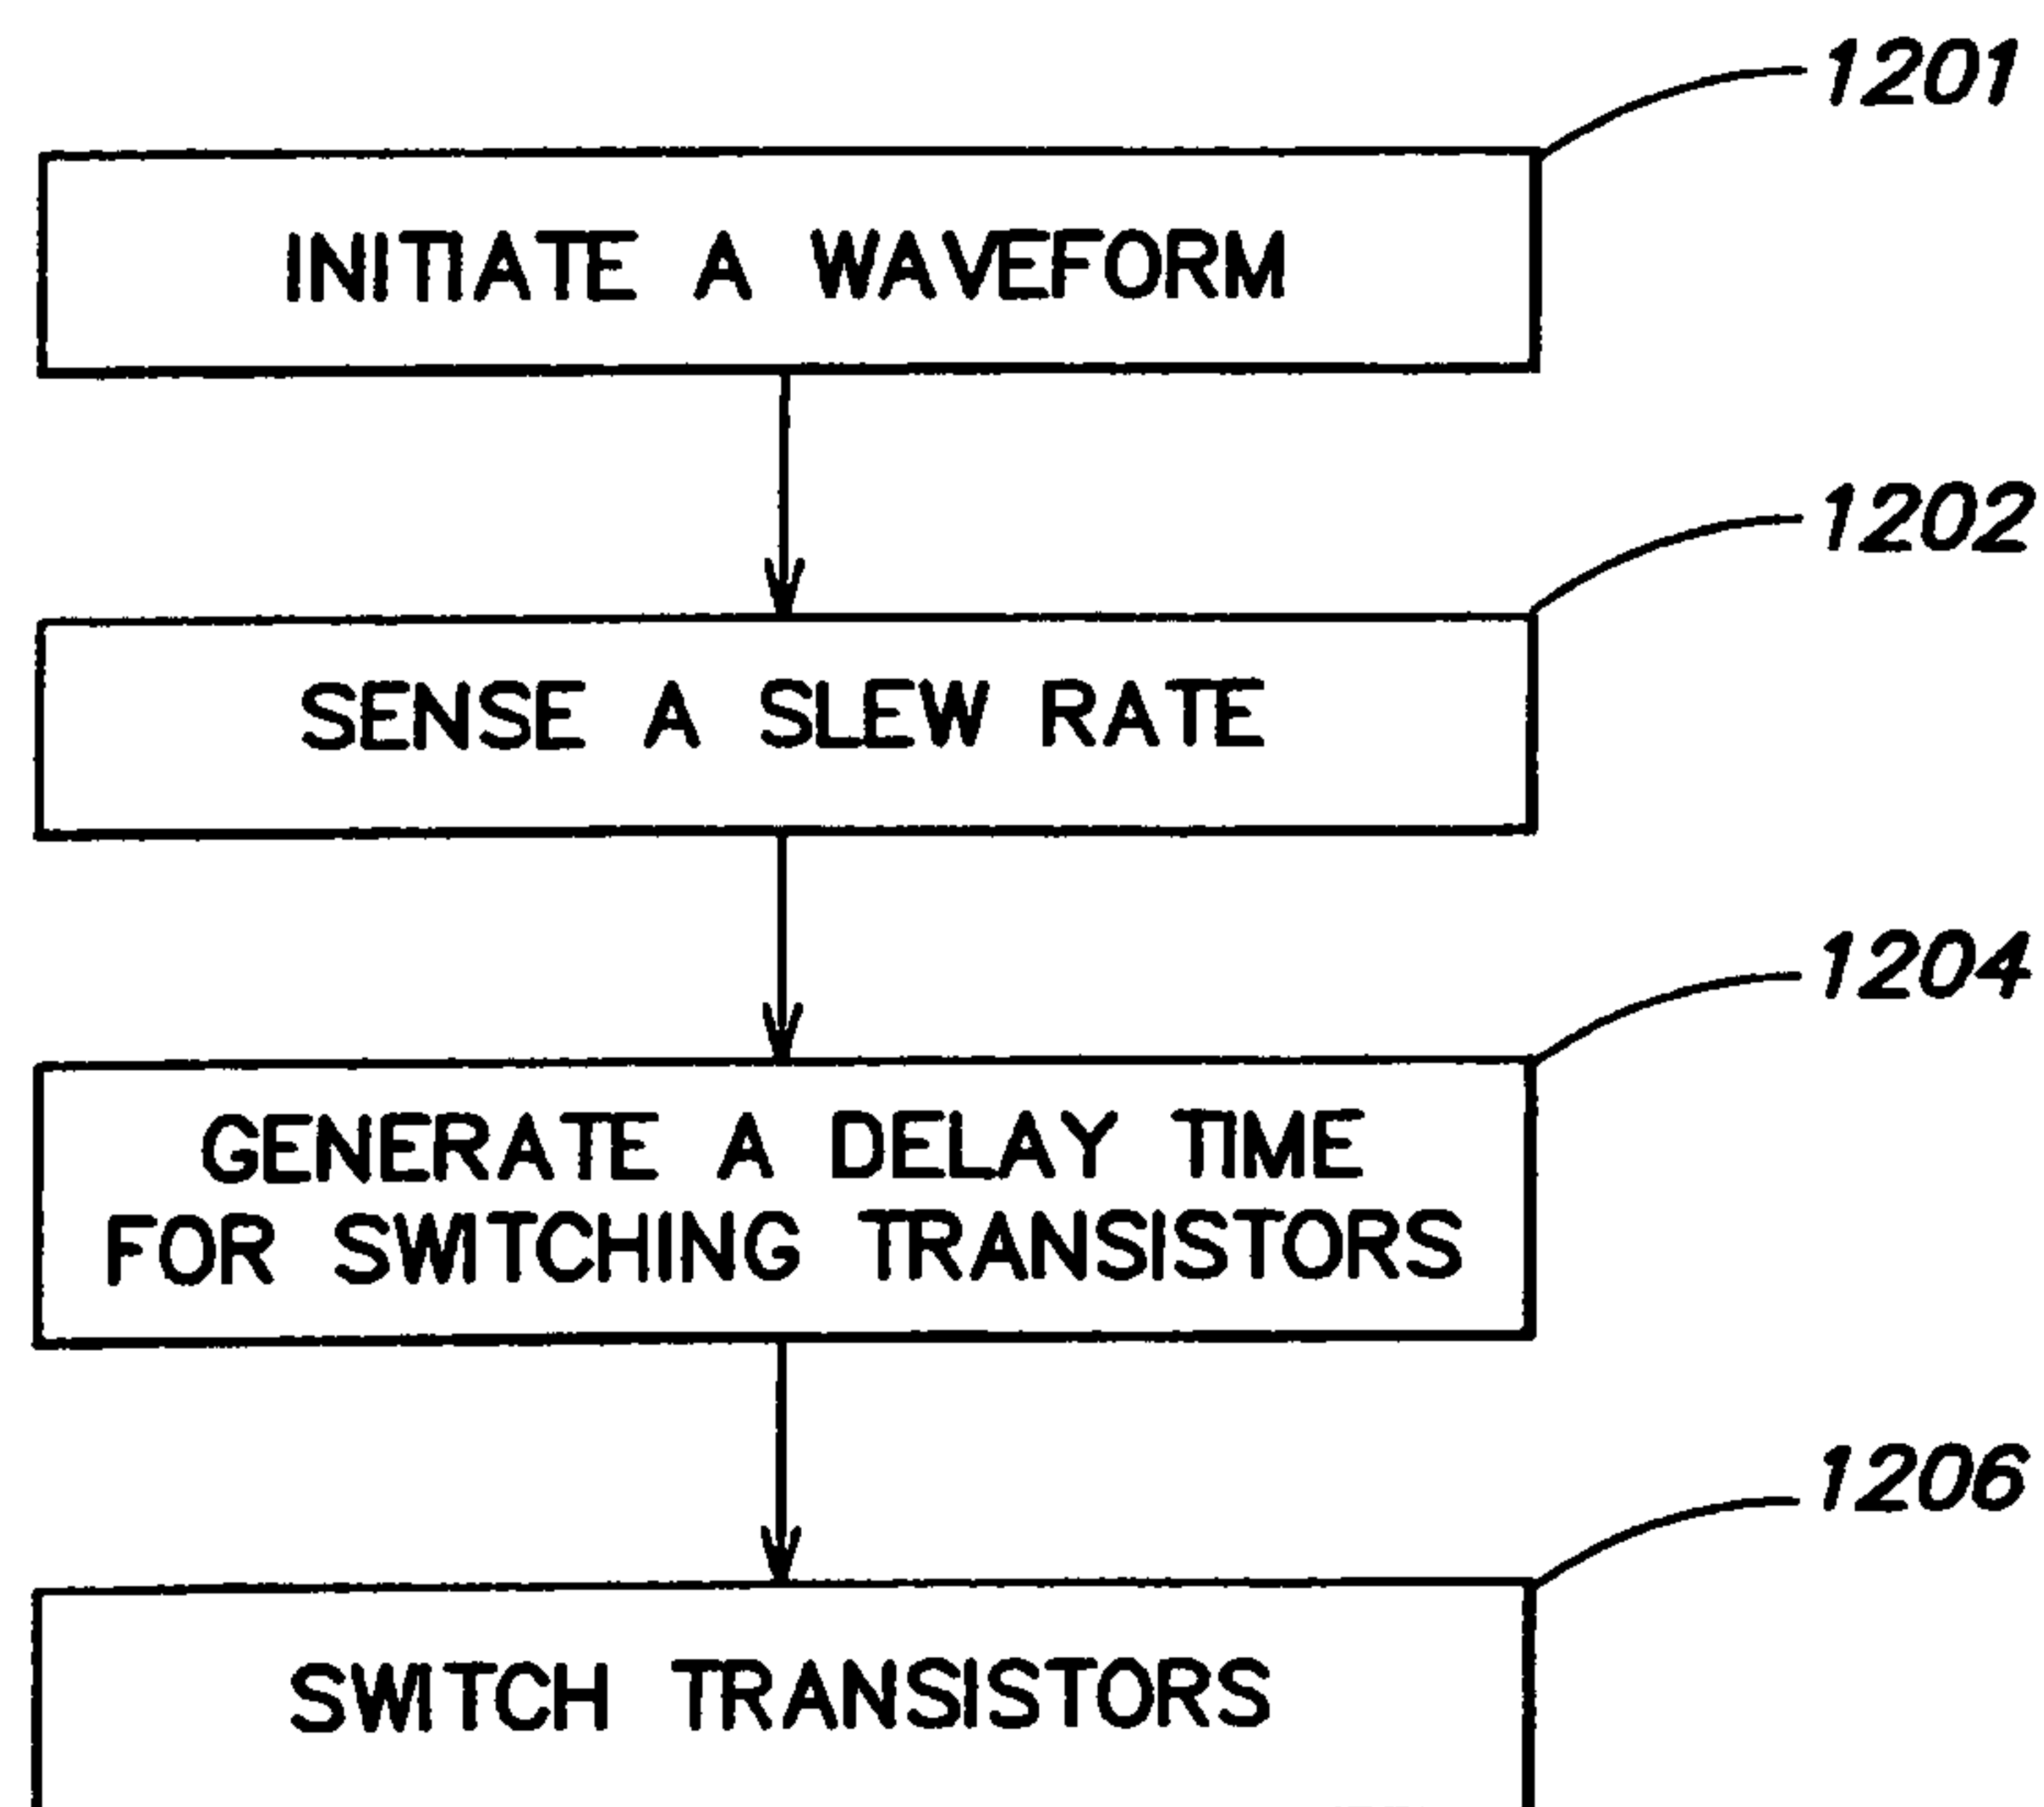 1201
INITIATE A WAVEFORM
1202
SENSE A SLEW RATE
1204
GENERATE A DELAY TIME
FOR SWITCHING TRANSISTORS
1206
SWITCH TRANSISTORS